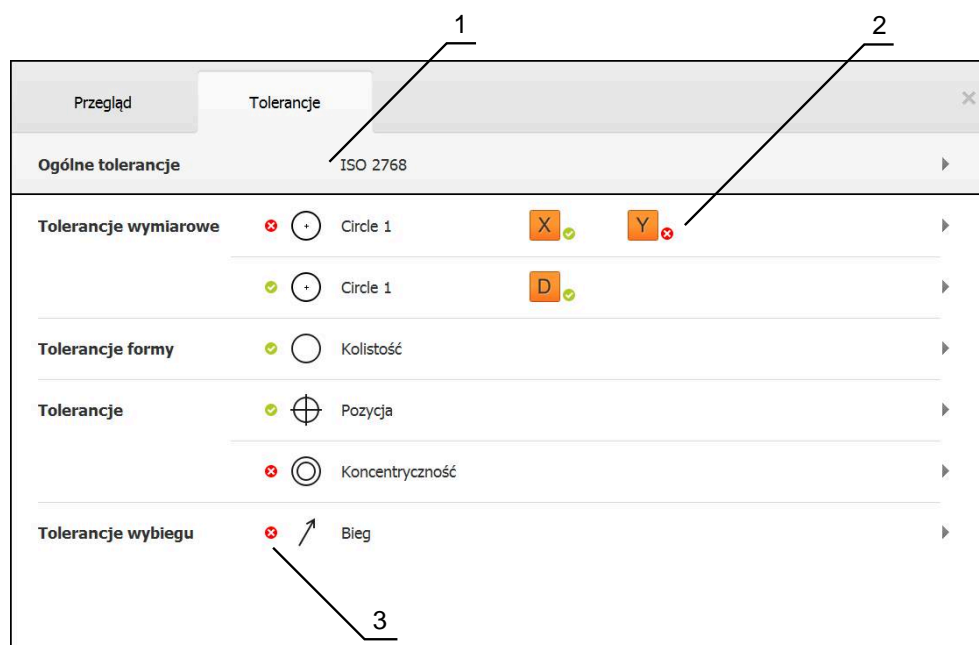 1 2
Przegląd Tolerancje ×
Ogólne tolerancje ISO 2768
Tolerancje wymiarowe Circle 1 X Y
Circle 1 D
Tolerancje formy Kolistość
Tolerancje Pozycja
Koncentryczność
Tolerancje wybiegu Bieg
3